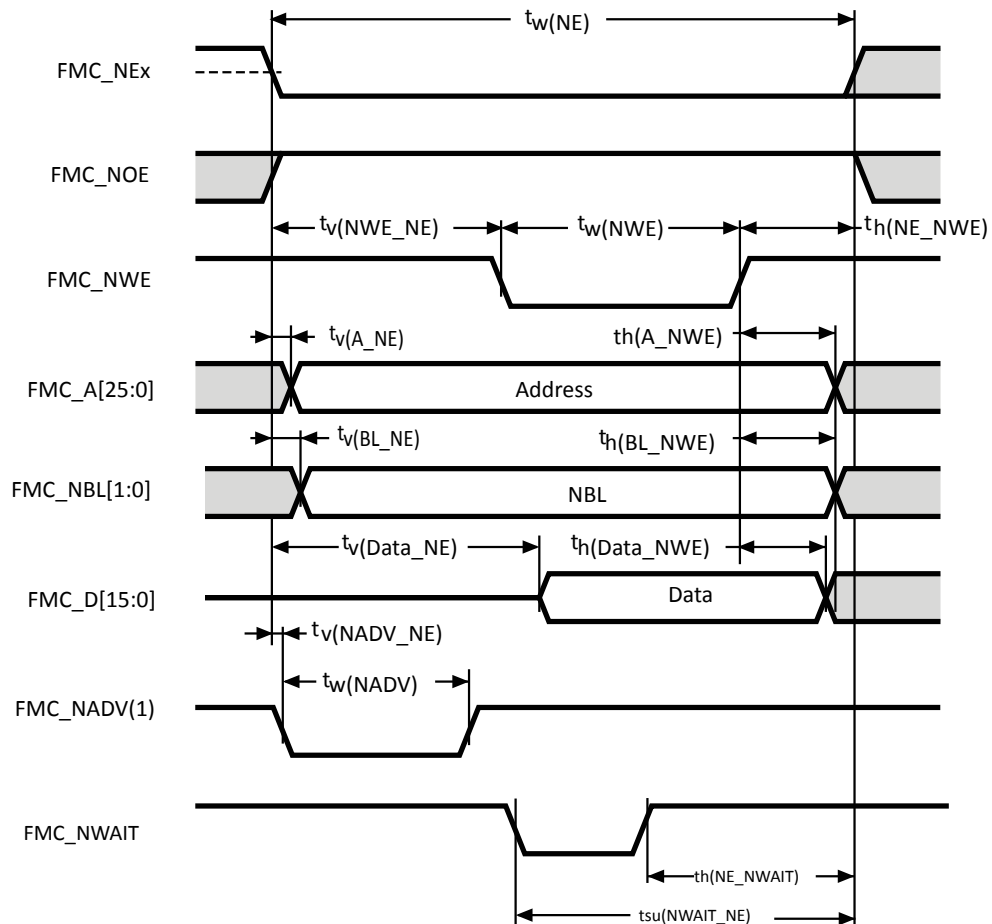 tw(NE)
FMC_NEx
FMC_NOE
tv(NWE_NE) tw(NWE) th(NE_NWE)
FMC_NWE
tv(A_NE) th(A_NWE)
FMC_A[25:0] Address
tv(BL_NE) th(BL_NWE)
FMC_NBL[1:0] NBL
tv(Data_NE) th(Data_NWE)
FMC_D[15:0] Data
tv(NADV_NE)
tw(NADV)
FMC_NADV(1)
FMC_NWAIT
th(NE_NWAIT)
tsu(NWAIT_NE)